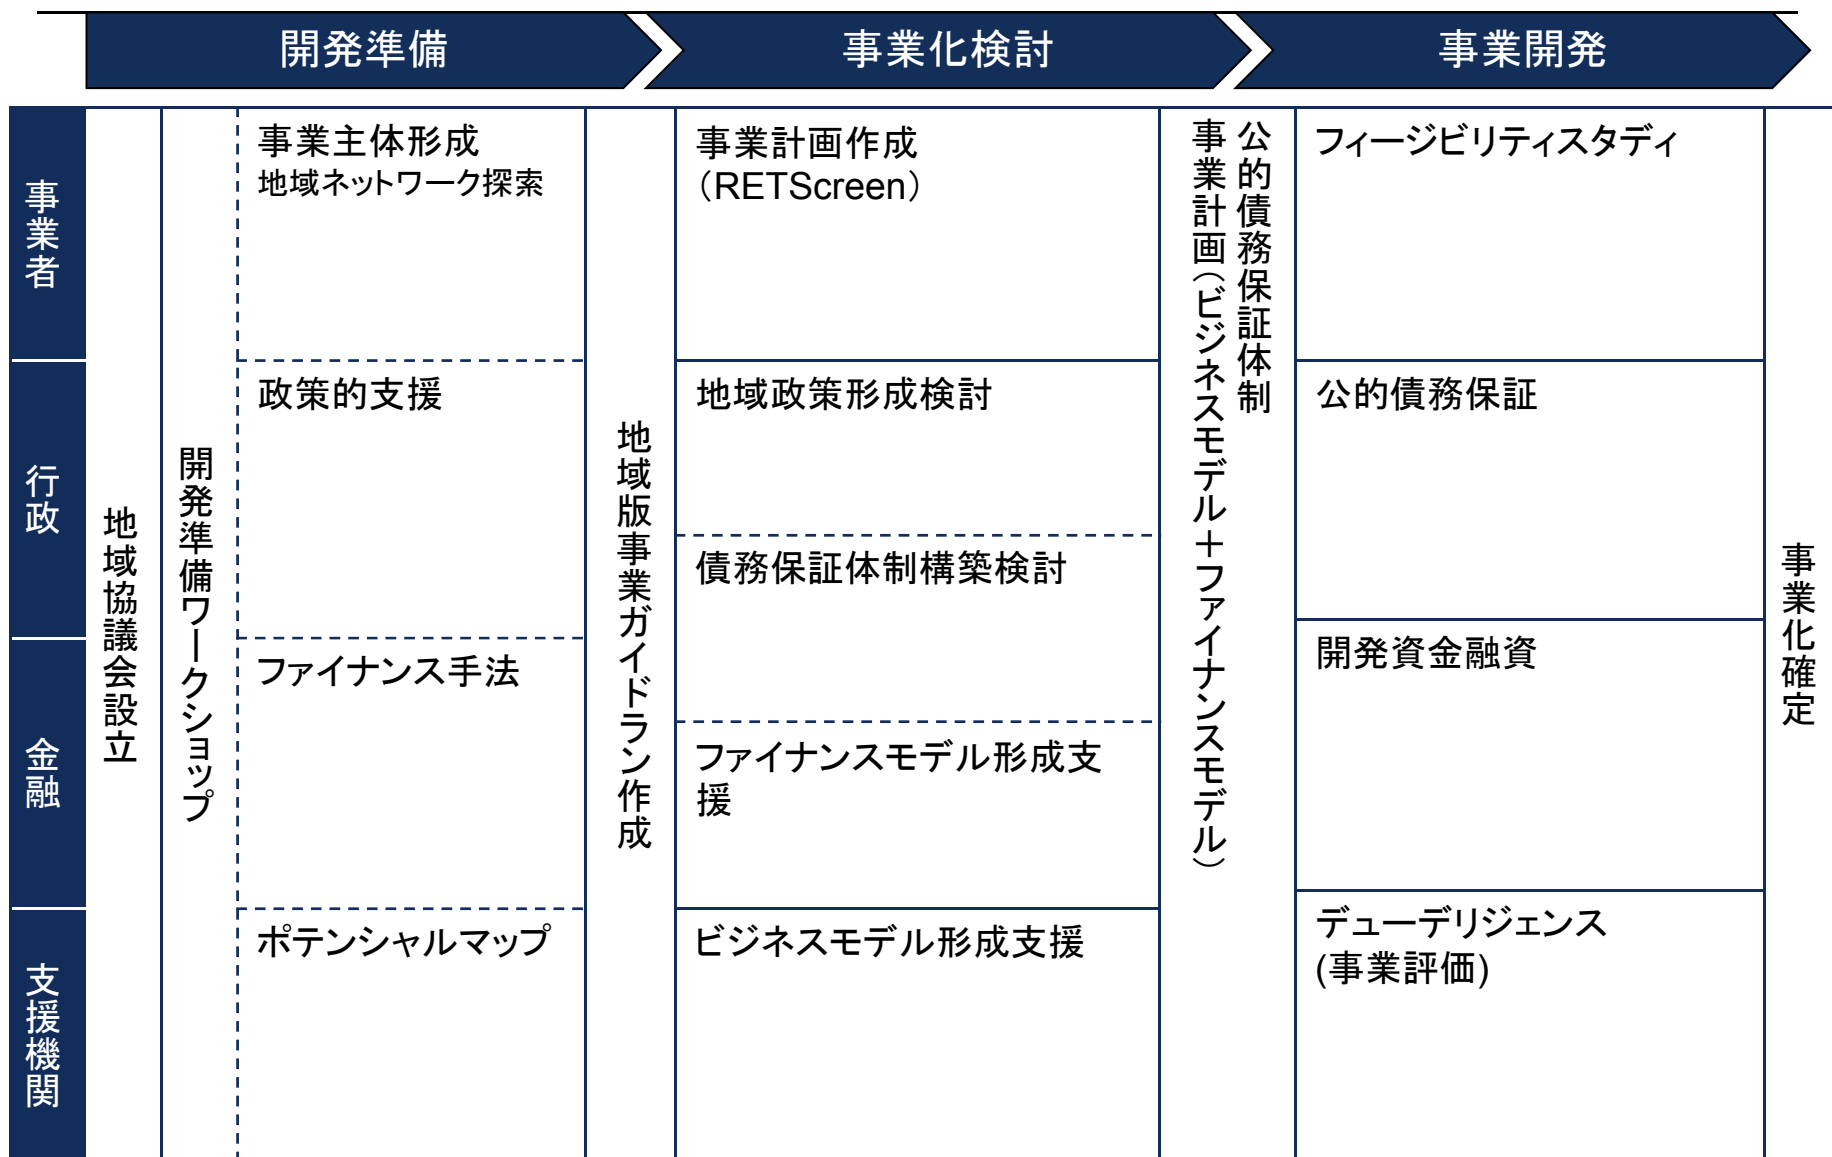 開発準備
事業化検討
事業開発
事業者
行政
金融
支援機関
地域協議会設立
開発準備ワークショップ
事業主体形成
地域ネットワーク探索
政策的支援
ファイナンス手法
ポテンシャルマップ
地域版事業ガイドラン作成
事業計画作成
（RETScreen）
地域政策形成検討
債務保証体制構築検討
ファイナンスモデル形成支
援
ビジネスモデル形成支援
公的債務保証体制
事業計画（ビジネスモデル＋ファイナンスモデル）
フィージビリティスタディ
公的債務保証
開発資金融資
デューデリジェンス
(事業評価)
事業化確定